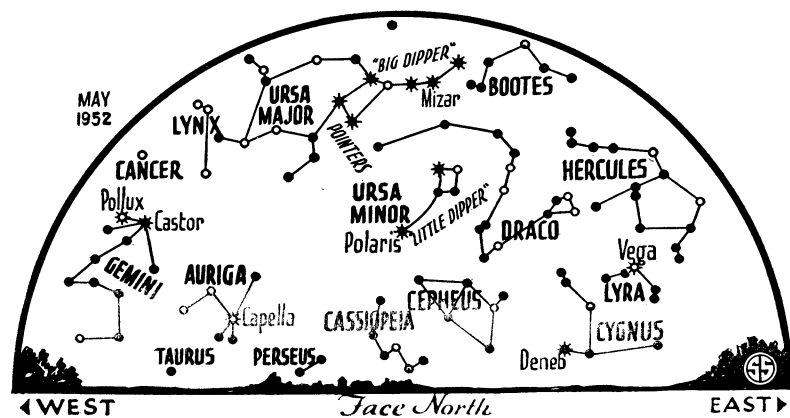 "BIG DIPPER"
BOOTES
MAY
1952
URSA
MAJOR
Mizar
LYNX
POINTERS
CANCER
HERCULES
Pollux
Castor
URSA
MINOR
Polaris
"LITTLE DIPPER"
DRACO
GEMINI
AURIGA
Vega
LYRA
CEPHEUS
Capella
CASSIOPEIA
CYGNUS
TAURUS
PERSEUS
Deneb
SS
WEST
Face North
EAST